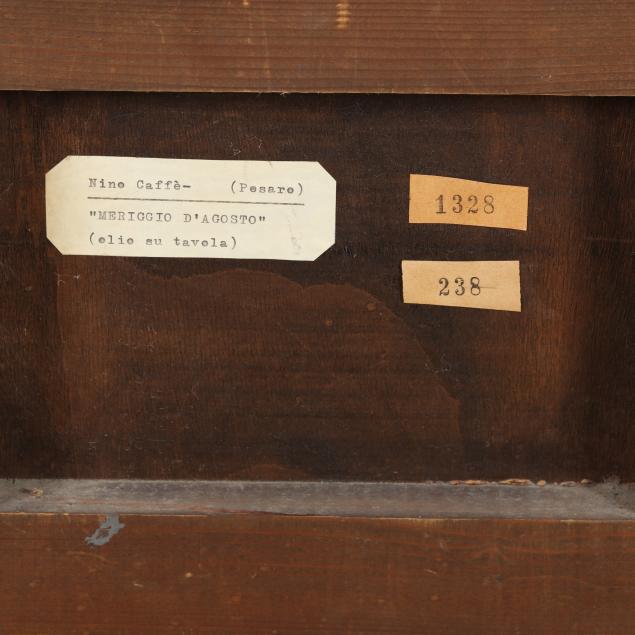 Nino Caffè- (Pesaro)
"MERIGGIO D'AGOSTO"
(olio su tavola)
1328
238